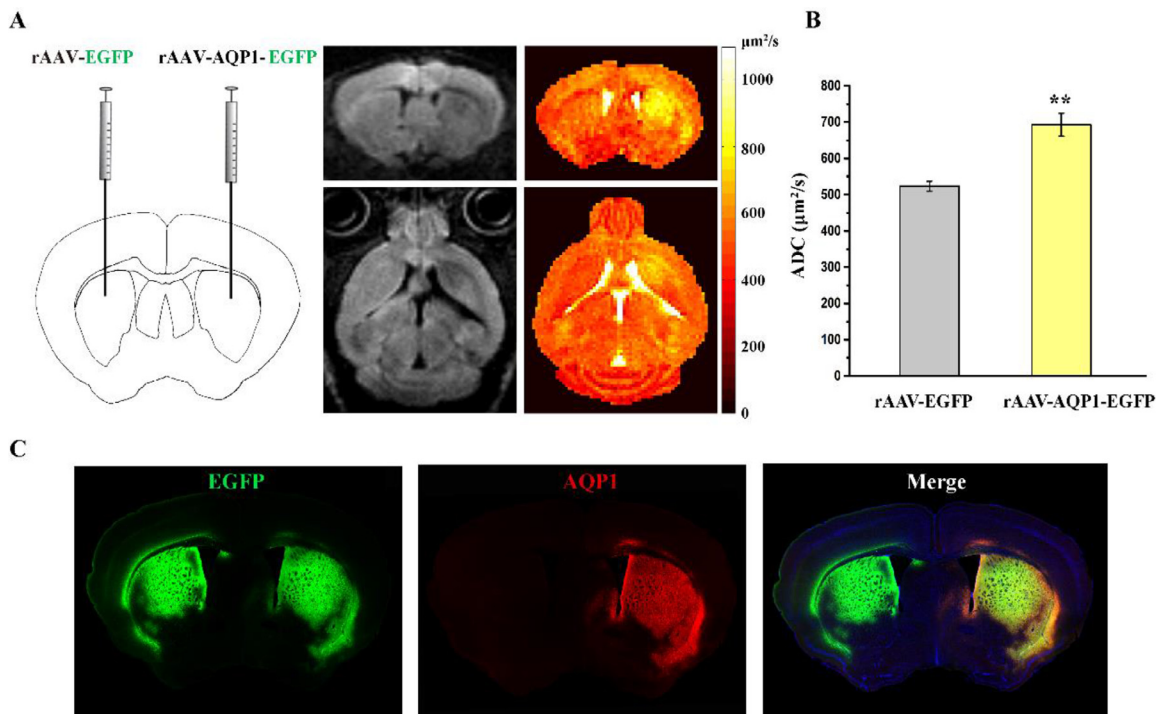 A
rAAV-EGFP
rAAV-AQP1-EGFP
µm²/s
1000
800
600
400
200
0
B
ADC (µm²/s)
800
700
600
500
400
300
200
100
0
**
rAAV-EGFP
rAAV-AQP1-EGFP
C
EGFP
AQP1
Merge